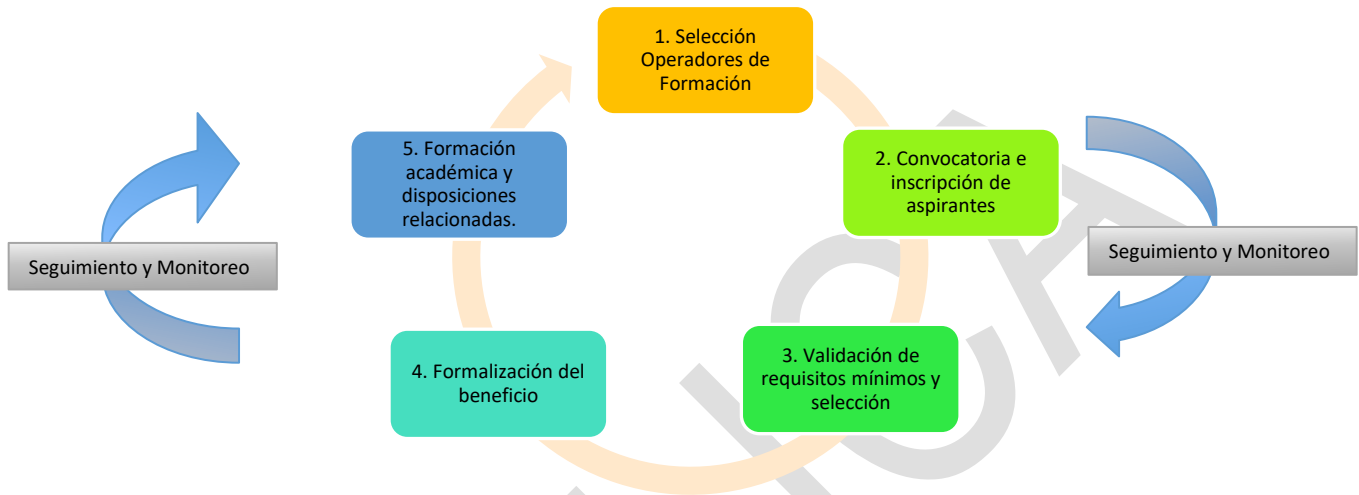 1. Selección
Operadores de
Formación
2. Convocatoria e
inscripción de
aspirantes
3. Validación de
requisitos mínimos y
selección
4. Formalización del
beneficio
5. Formación
académica y
disposiciones
relacionadas.
Seguimiento y Monitoreo
Seguimiento y Monitoreo